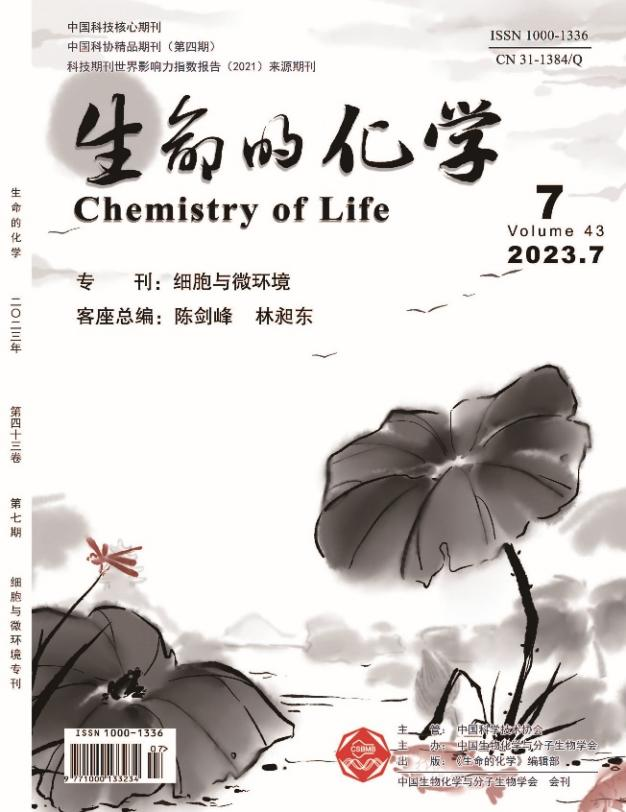 中国科技核心期刊
中国科协精品期刊（第四期）
科技期刊世界影响力指数报告（2021）来源期刊
ISSN 1000-1336
CN 31-1384/Q
生命的化学
Chemistry of Life
7
Volume 43
2023.7
专 刊：细胞与微环境
客座总编：陈剑峰 林昶东
生命的化学 二〇二三年 第四十三卷 第七期 细胞与微环境专刊
ISSN 1000-1336
07
9 771000 133234
CSBMB
主 管：中国科学技术协会
主 办：中国生物化学与分子生物学会
出 版：《生命的化学》编辑部
中国生物化学与分子生物学会 会刊